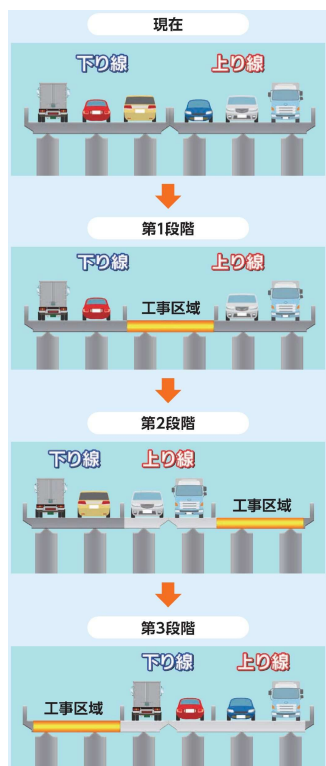 現在
下り線 上り線
第1段階
下り線 上り線
工事区域
第2段階
下り線 上り線
工事区域
第3段階
下り線 上り線
工事区域